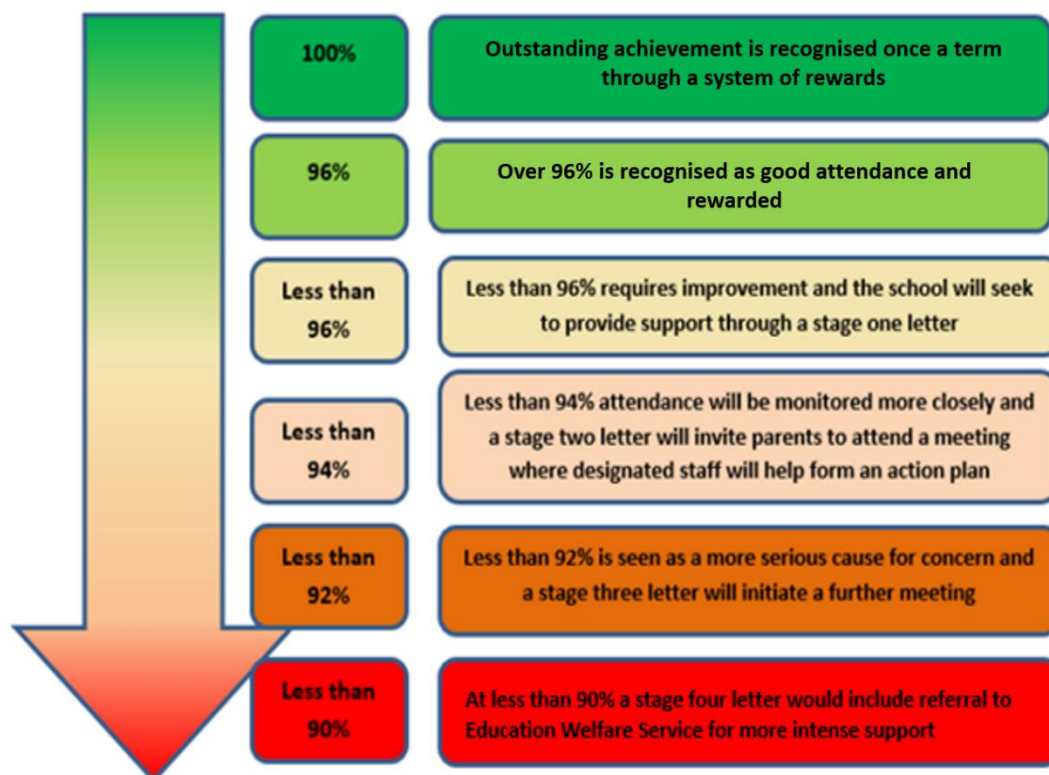 100%
Outstanding achievement is recognised once a term
through a system of rewards
96%
Over 96% is recognised as good attendance and
rewarded
Less than
96%
Less than 96% requires improvement and the school will seek
to provide support through a stage one letter
Less than
94%
Less than 94% attendance will be monitored more closely and
a stage two letter will invite parents to attend a meeting
where designated staff will help form an action plan
Less than
92%
Less than 92% is seen as a more serious cause for concern and
a stage three letter will initiate a further meeting
Less than
90%
At less than 90% a stage four letter would include referral to
Education Welfare Service for more intense support